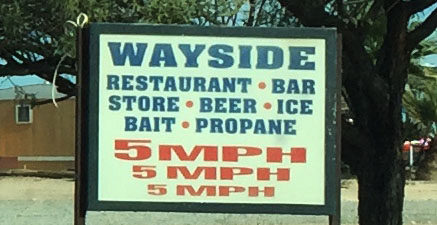 WAYSIDE
RESTAURANT • BAR
STORE • BEER • ICE
BAIT • PROPANE
5 MPH
5 MPH
5 MPH